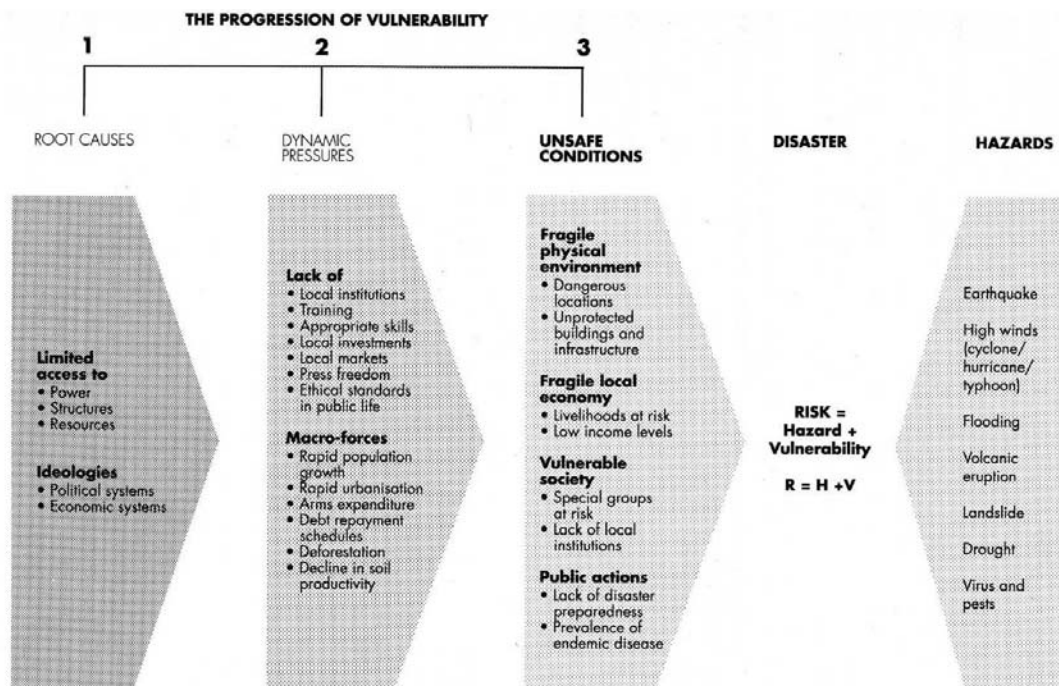 THE PROGRESSION OF VULNERABILITY
1
2
3
ROOT CAUSES
DYNAMIC
PRESSURES
UNSAFE
CONDITIONS
DISASTER
HAZARDS
Limited
access to
• Power
• Structures
• Resources
Ideologies
• Political systems
• Economic systems
Lack of
• Local institutions
• Training
• Appropriate skills
• Local investments
• Local markets
• Press freedom
• Ethical standards
in public life
Macro-forces
• Rapid population
growth
• Rapid urbanisation
• Arms expenditure
• Debt repayment
schedules
• Deforestation
• Decline in soil
productivity
Fragile
physical
environment
• Dangerous
locations
• Unprotected
buildings and
infrastructure
Fragile local
economy
• Livelihoods at risk
• Low income levels
Vulnerable
society
• Special groups
at risk
• Lack of local
institutions
Public actions
• Lack of disaster
preparedness
• Prevalence of
endemic disease
RISK =
Hazard +
Vulnerability
R = H +V
Earthquake
High winds
(cyclone/
hurricane/
typhoon)
Flooding
Volcanic
eruption
Landslide
Drought
Virus and
pests